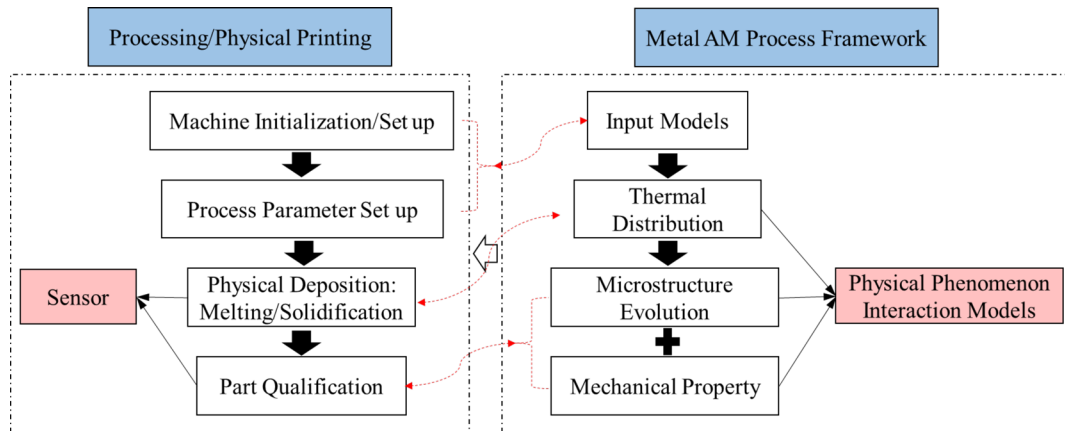 Processing/Physical Printing
Metal AM Process Framework
Machine Initialization/Set up
Process Parameter Set up
Physical Deposition:
Melting/Solidification
Part Qualification
Sensor
Input Models
Thermal
Distribution
Microstructure
Evolution
Mechanical Property
Physical Phenomenon
Interaction Models